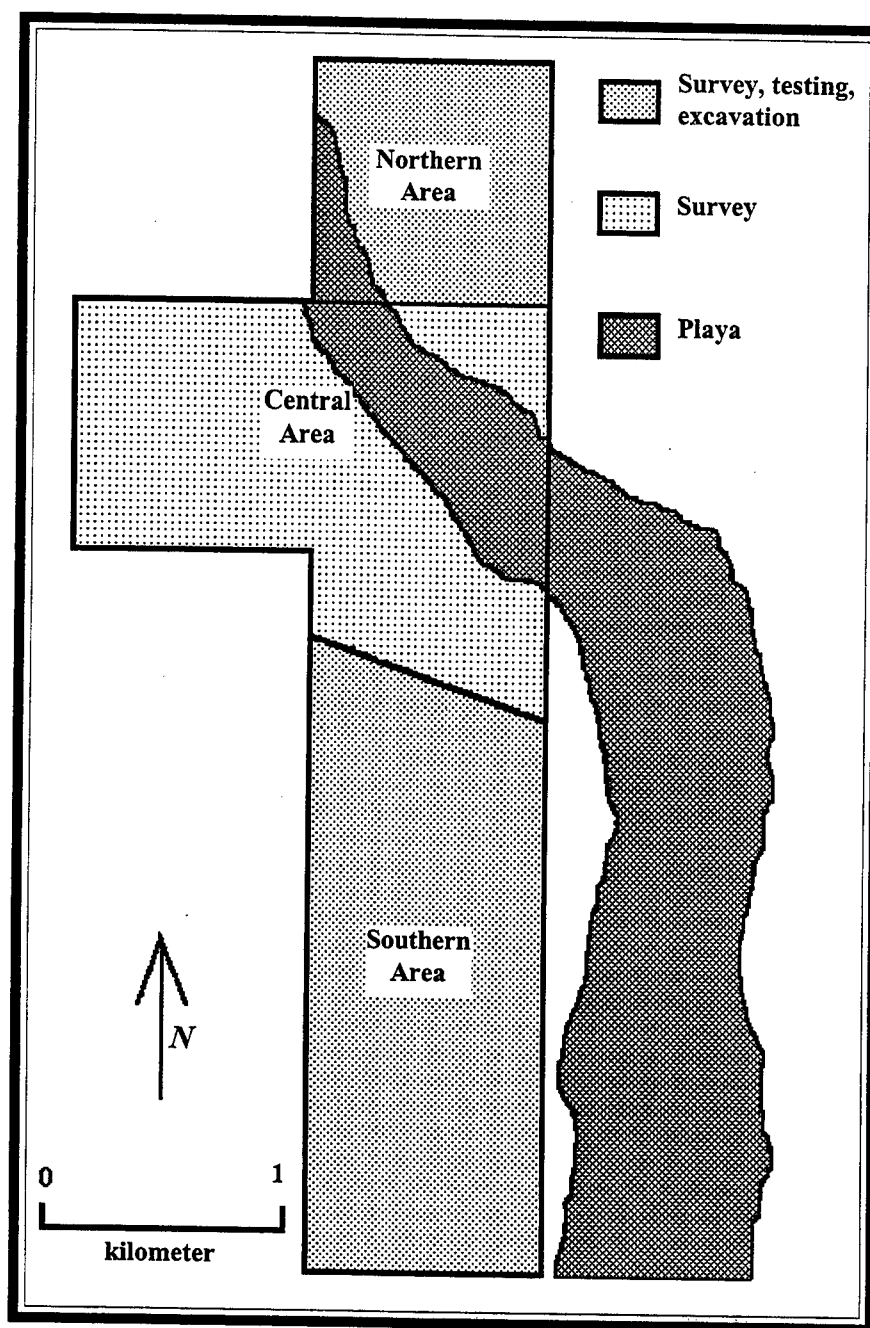 Survey, testing,
excavation
Survey
Playa
Northern
Area
Central
Area
Southern
Area
N
0 1
kilometer